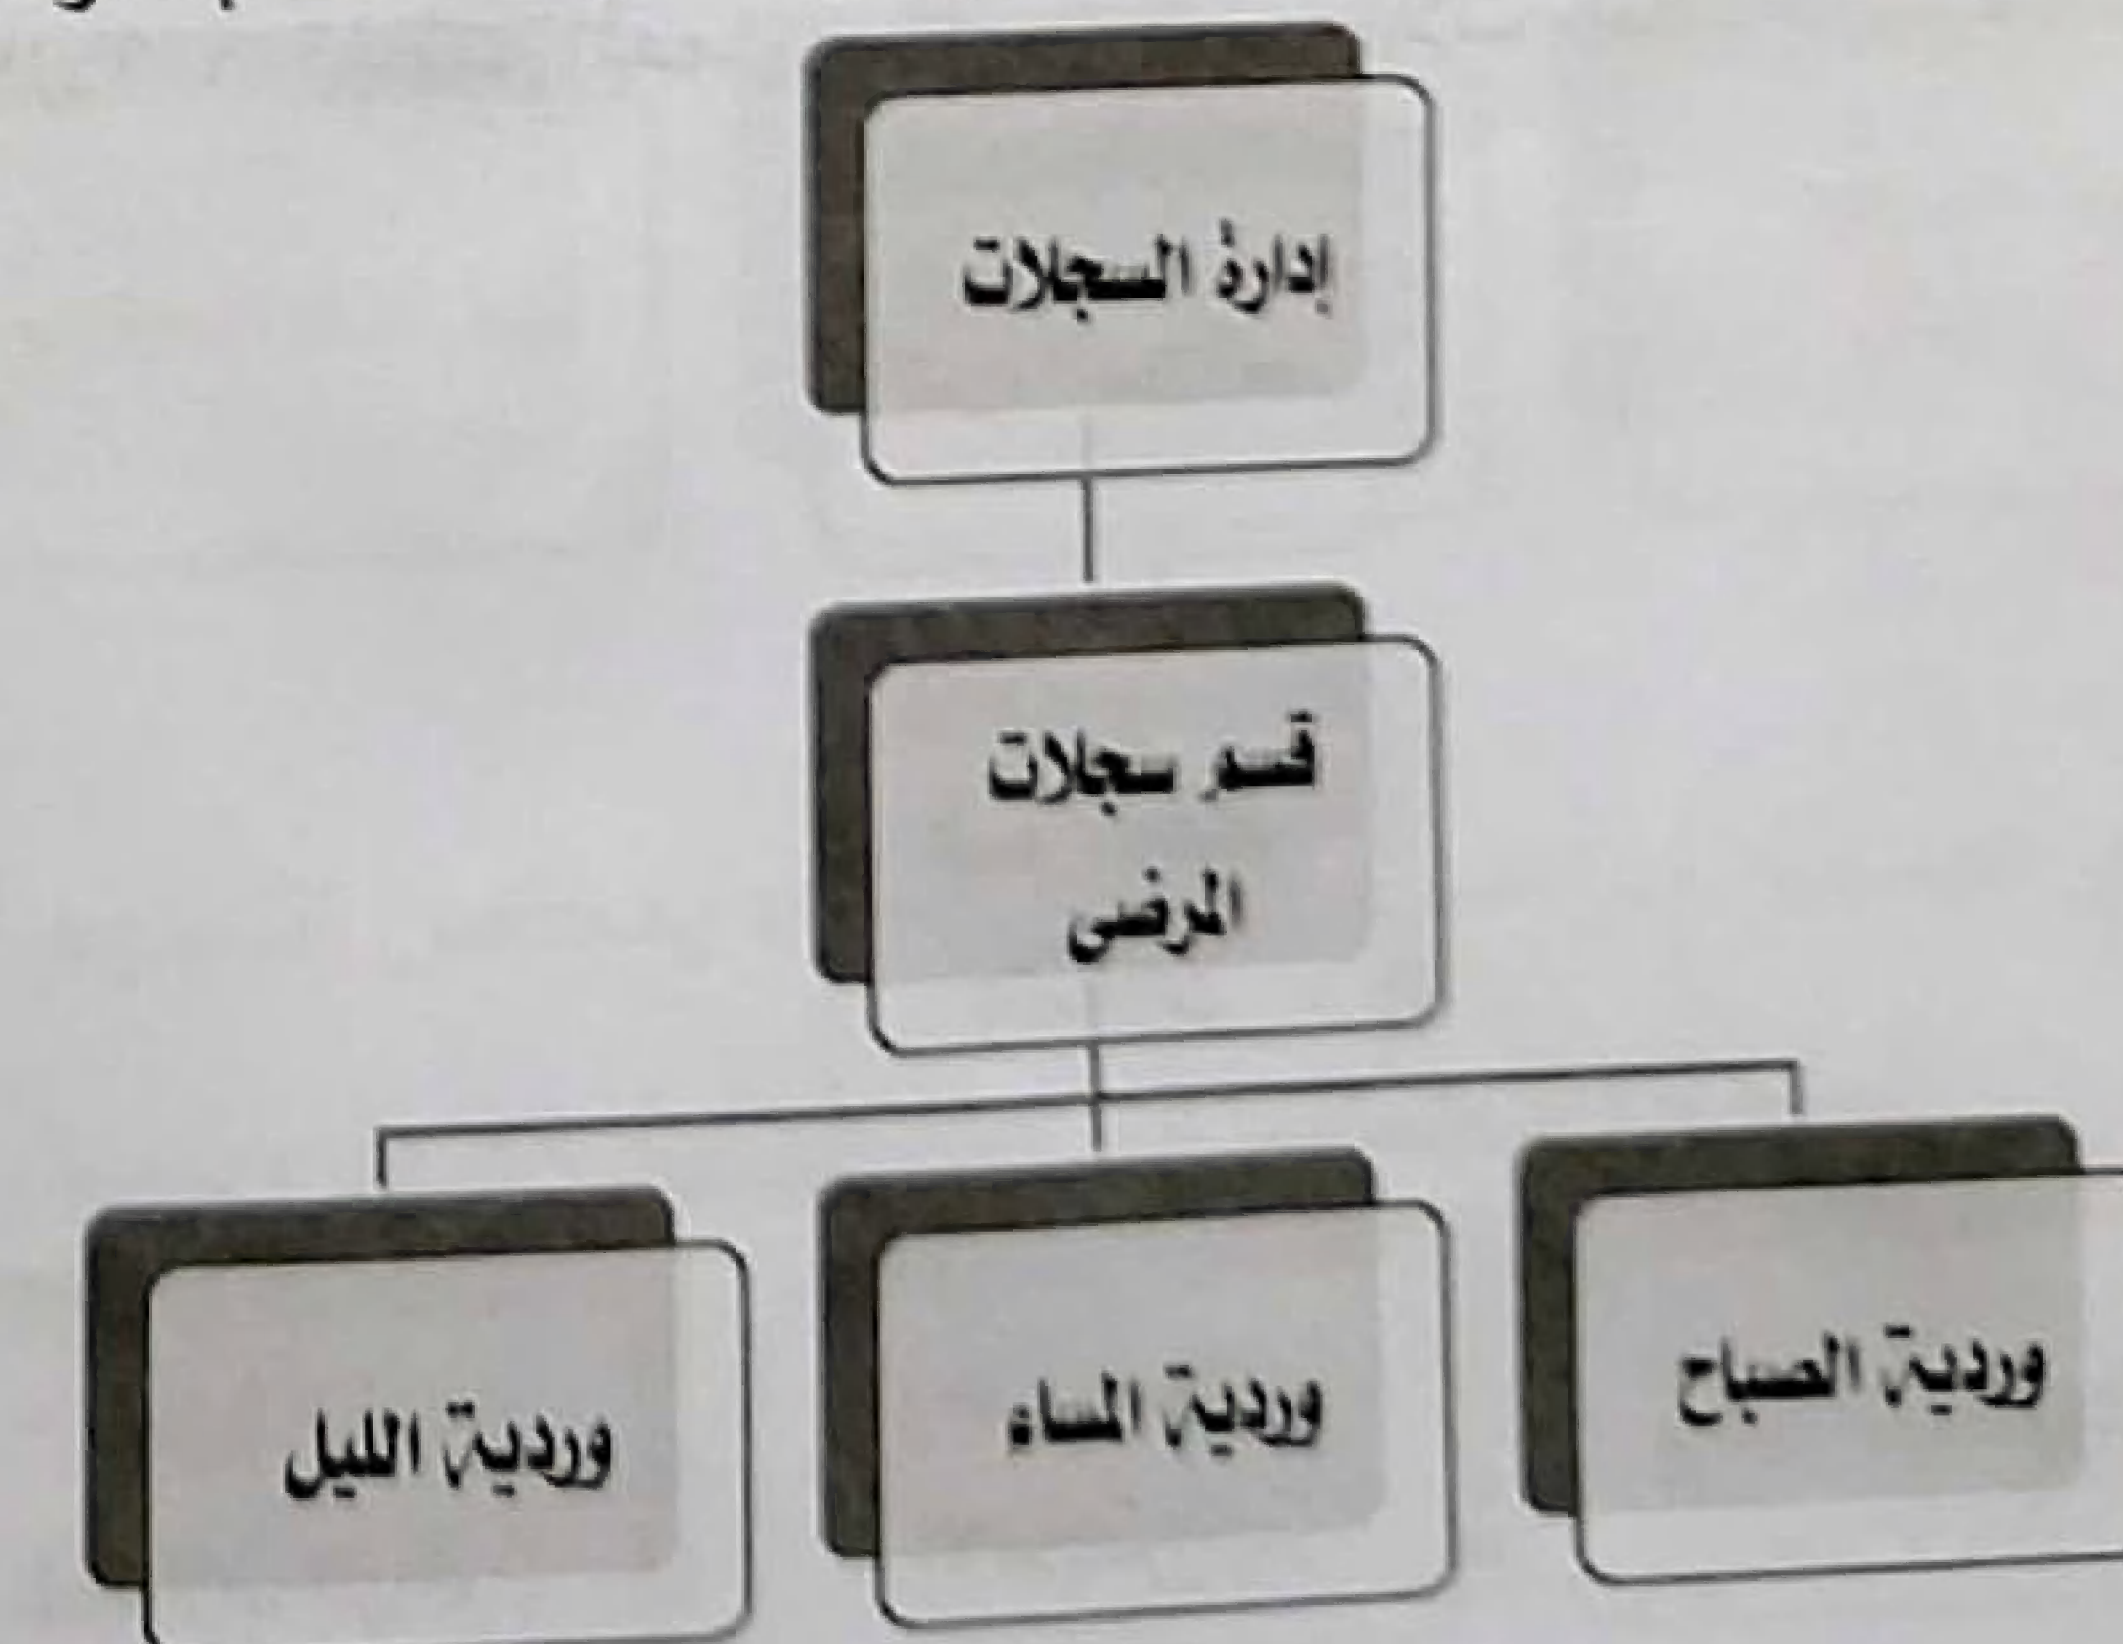 إدارة السجلات
قسم سجلات
المرضى
وردية الصباح
وردية المساء
وردية الليل